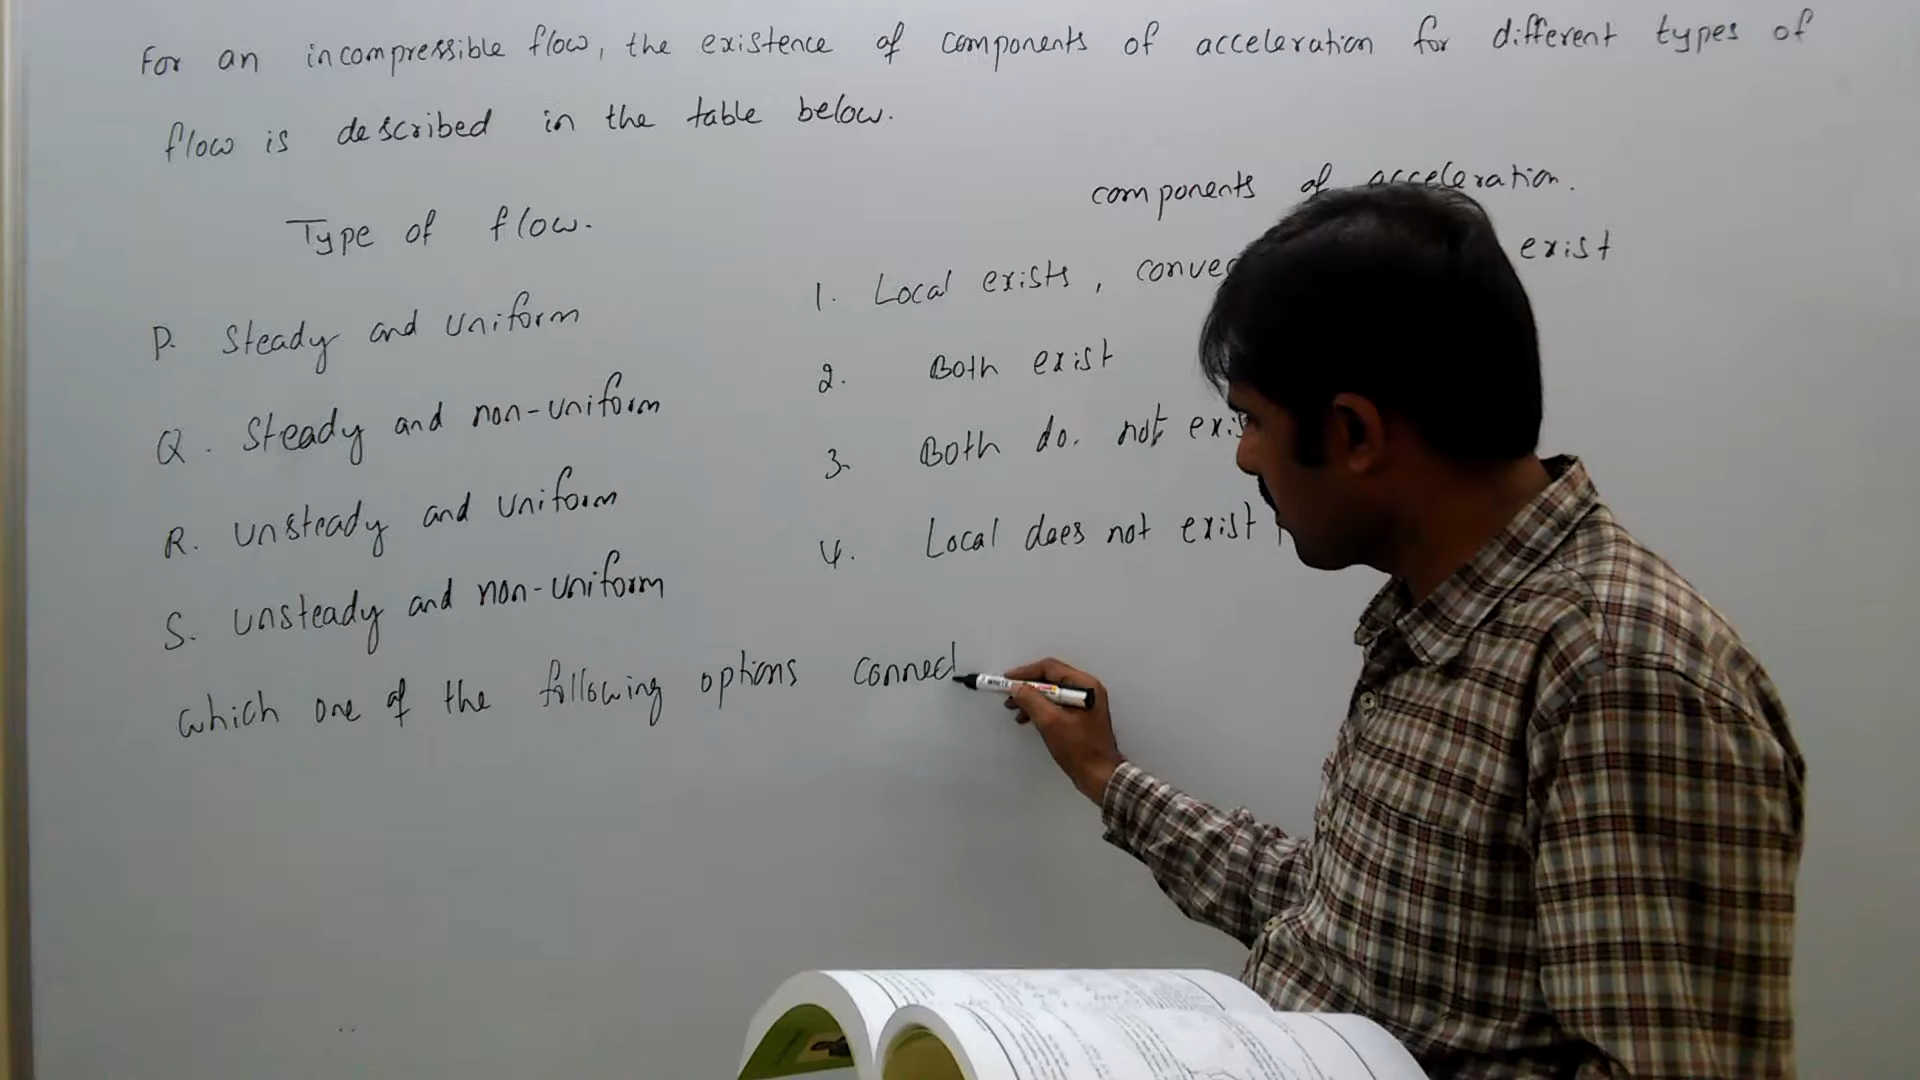 For an incompressible flow, the existence of components of acceleration for different types of
flow is described in the table below.
Type of flow.
components of acceleration.
P. Steady and uniform
1. Local exists, exist
Q. Steady and non-uniform
2. Both exist
R. Unsteady and uniform
3. Both do. not
S. Unsteady and non-uniform
4. Local does not exist
which one of the following options connect